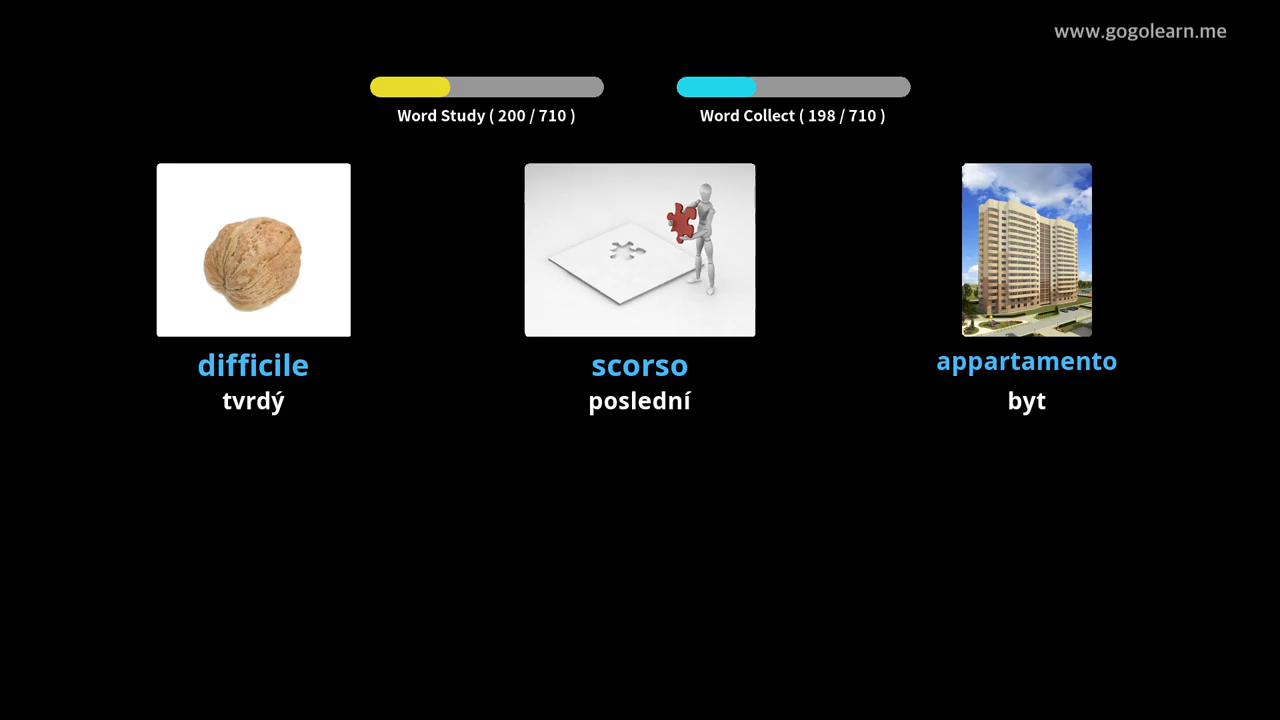 www.gogolearn.me
Word Study ( 200 / 710 )
Word Collect ( 198 / 710 )
difficile
scorso
appartamento
tvrdý
poslední
byt